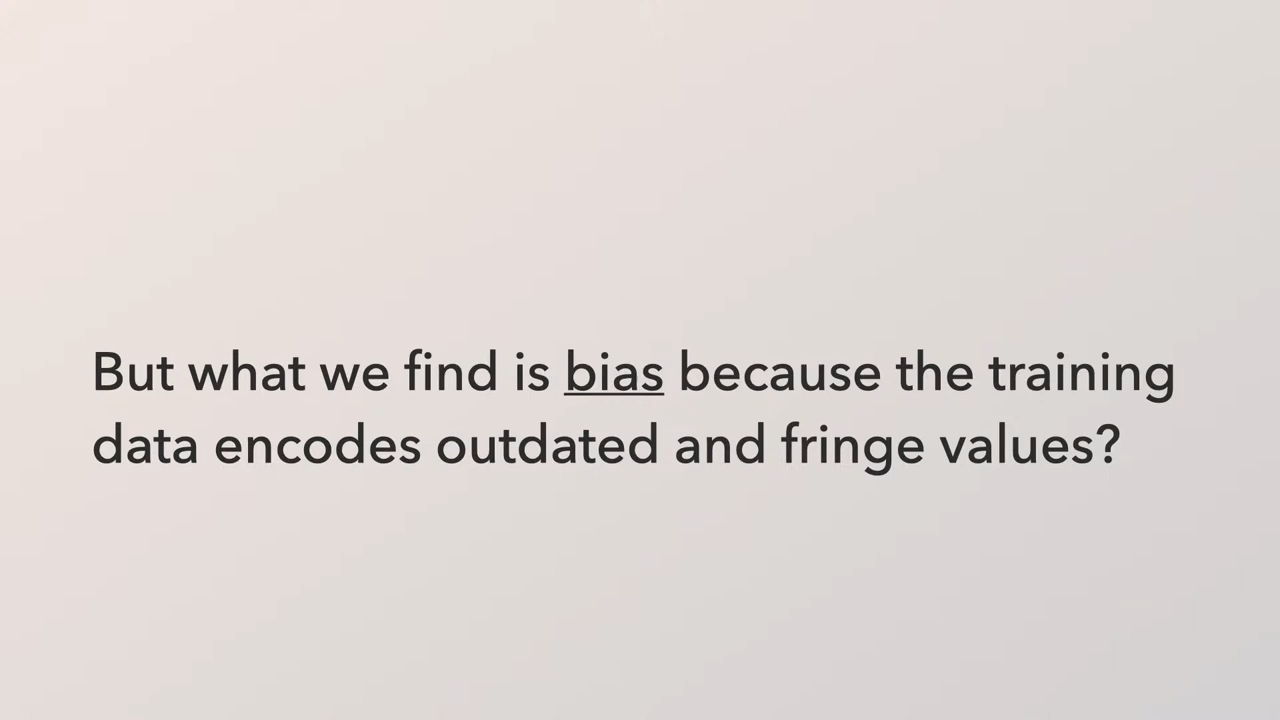 But what we find is bias because the training
data encodes outdated and fringe values?